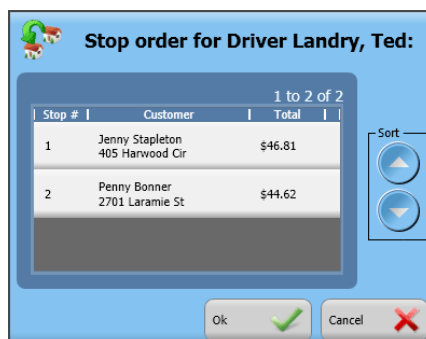 Stop order for Driver Landry, Ted:
1 to 2 of 2
Stop # Customer Total
1 Jenny Stapleton $46.81
405 Harwood Cir
2 Penny Bonner $44.62
2701 Laramie St
Sort
Ok
Cancel